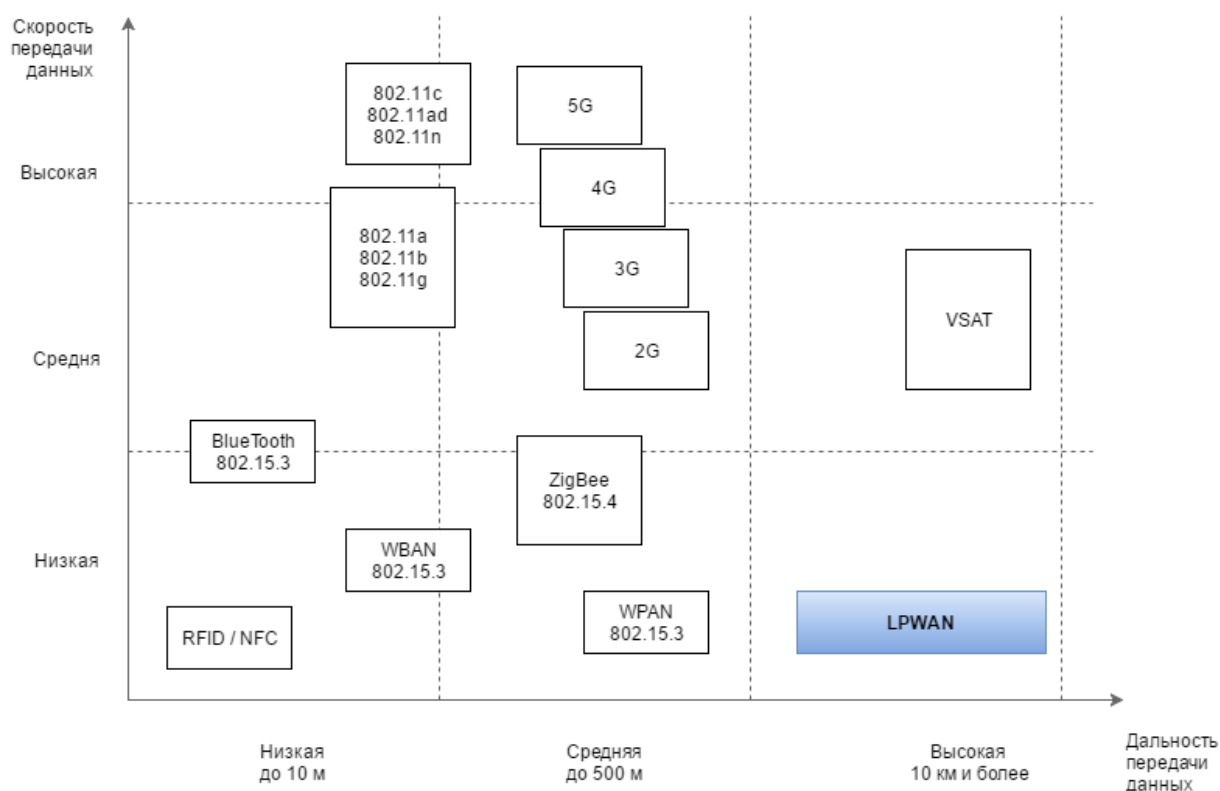 Скорость
передачи
данных
802.11c
802.11ad
802.11n
5G
Высокая
4G
802.11a
802.11b
802.11g
3G
VSAT
2G
Средня
BlueTooth
802.15.3
ZigBee
802.15.4
Низкая
WBAN
802.15.3
RFID / NFC
WPAN
802.15.3
LPWAN
Низкая
до 10 м
Средняя
до 500 м
Высокая
10 км и более
Дальность
передачи
данных